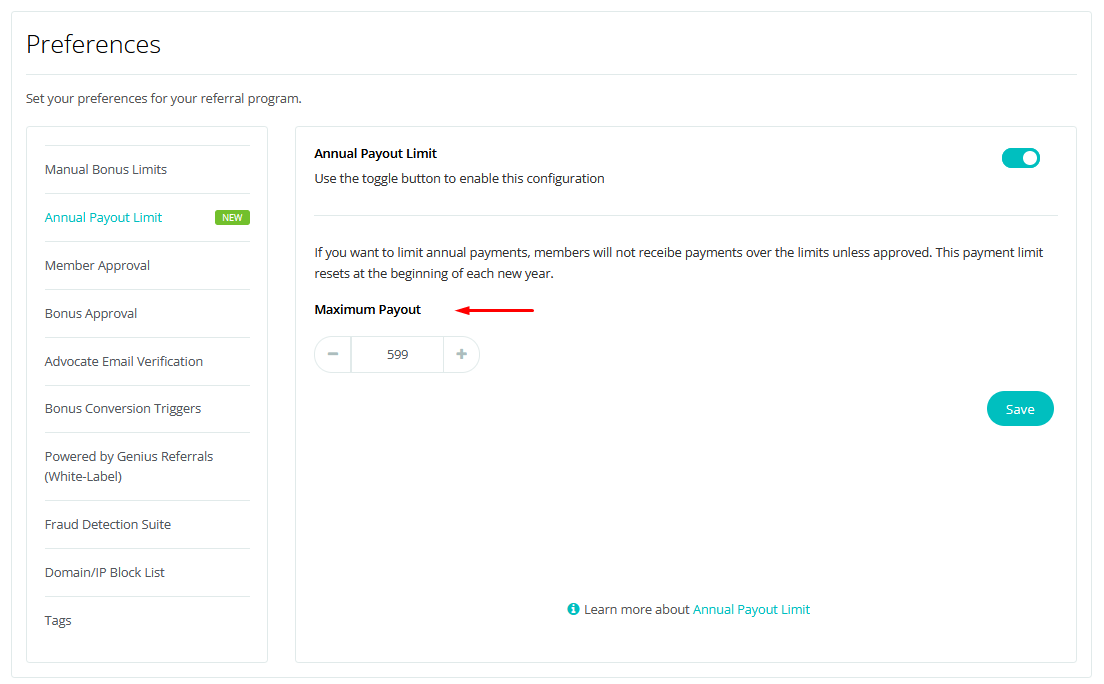 Preferences
Set your preferences for your referral program.
Manual Bonus Limits
Annual Payout Limit NEW
Member Approval
Bonus Approval
Advocate Email Verification
Bonus Conversion Triggers
Powered by Genius Referrals
(White-Label)
Fraud Detection Suite
Domain/IP Block List
Tags
Annual Payout Limit
Use the toggle button to enable this configuration
If you want to limit annual payments, members will not receibe payments over the limits unless approved. This payment limit
resets at the beginning of each new year.
Maximum Payout
− 599 +
Save
Learn more about Annual Payout Limit